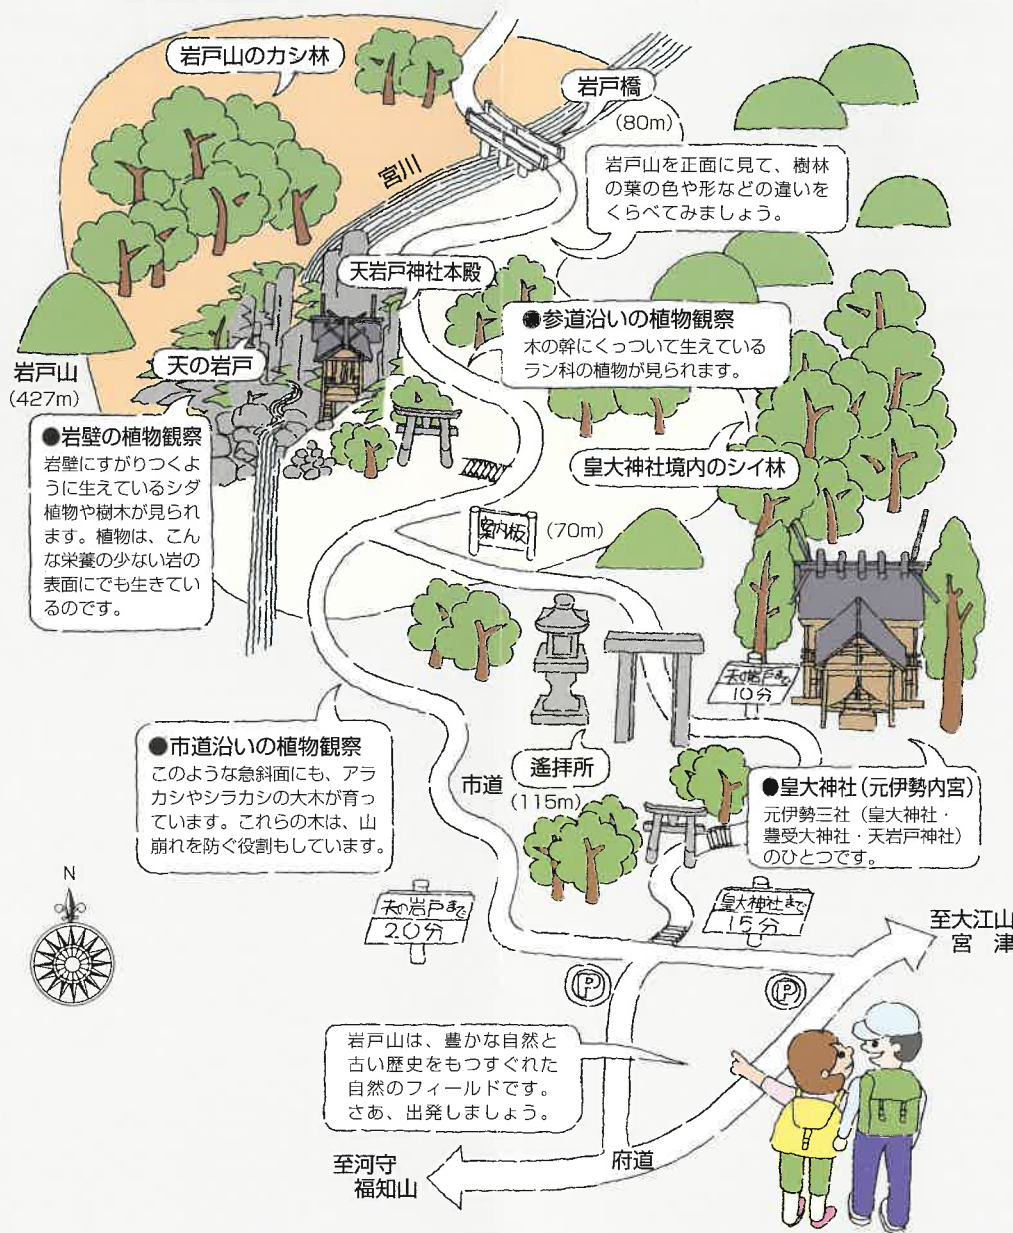 岩戸山のカシ林
岩戸橋
(80m)
宮川
岩戸山を正面に見て、樹林
の葉の色や形などの違いを
くらべてみましょう。
天岩戸神社本殿
●参道沿いの植物観察
木の幹にくっついて生えている
ラン科の植物が見られます。
天の岩戸
岩戸山
(427m)
●岩壁の植物観察
岩壁にすがりつくよ
うに生えているシダ
植物や樹木が見られ
ます。植物は、こん
な栄養の少ない岩の
表面にでも生きてい
るのです。
皇大神社境内のシイ林
案内板
(70m)
天の岩戸まで
10分
●市道沿いの植物観察
このような急斜面にも、アラ
カシやシラカシの大木が育っ
ています。これらの木は、山
崩れを防ぐ役割もしています。
市道
遙拝所
(115m)
●皇大神社(元伊勢内宮)
元伊勢三社(皇大神社・
豊受大神社・天岩戸神社)
のひとつです。
N
天の岩戸まで
20分
皇大神社まで
15分
至大江山
宮津
P
P
岩戸山は、豊かな自然と
古い歴史をもつすぐれた
自然のフィールドです。
さあ、出発しましょう。
府道
至河守
福知山